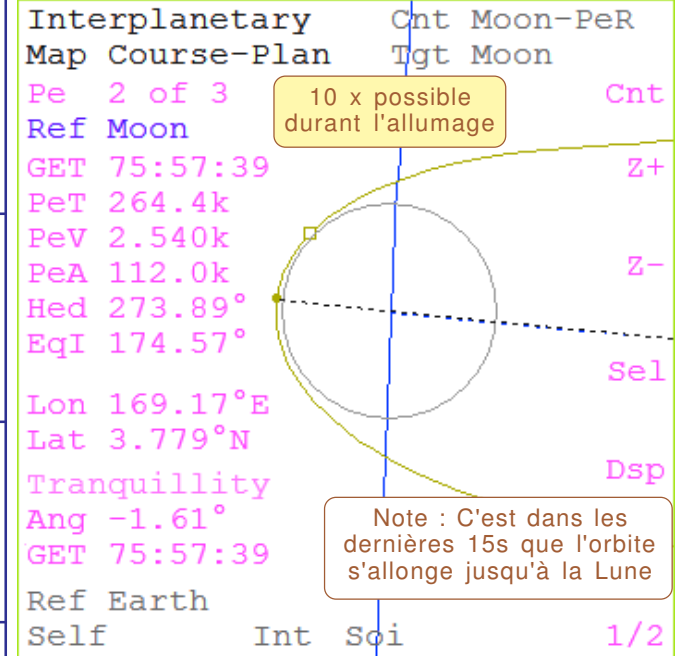 Interplanetary Cnt Moon-PeR
Map Course-Plan Tgt Moon
Pe 2 of 3
10 x possible
durant l'allumage
Cnt
Ref Moon
GET 75:57:39
Z+
PeT 264.4k
PeV 2.540k
PeA 112.0k
Z-
Hed 273.89°
EqI 174.57°
Sel
Lon 169.17°E
Lat 3.779°N
Dsp
Tranquillity
Ang -1.61°
GET 75:57:39
Note : C'est dans les
dernières 15s que l'orbite
s'allonge jusqu'à la Lune
Ref Earth
Self Int Soi 1/2